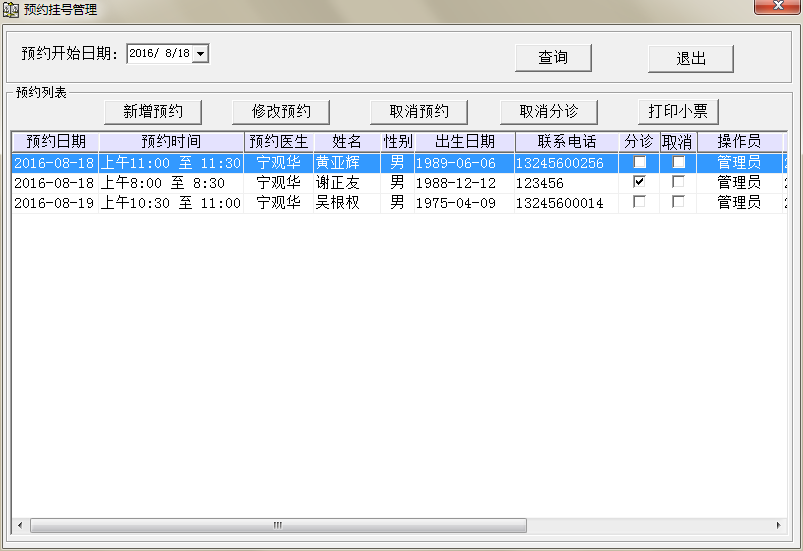 预约挂号管理
预约开始日期: 2016/ 8/18 查询 退出
预约列表
新增预约 修改预约 取消预约 取消分诊 打印小票
预约日期 预约时间 预约医生 姓名 性别 出生日期 联系电话 分诊 取消 操作员
2016-08-18 上午11:00 至 11:30 宁观华 黄亚辉 男 1989-06-06 13245600256 管理员
2016-08-18 上午8:00 至 8:30 宁观华 谢正友 男 1988-12-12 123456 管理员
2016-08-19 上午10:30 至 11:00 宁观华 吴根权 男 1975-04-09 13245600014 管理员